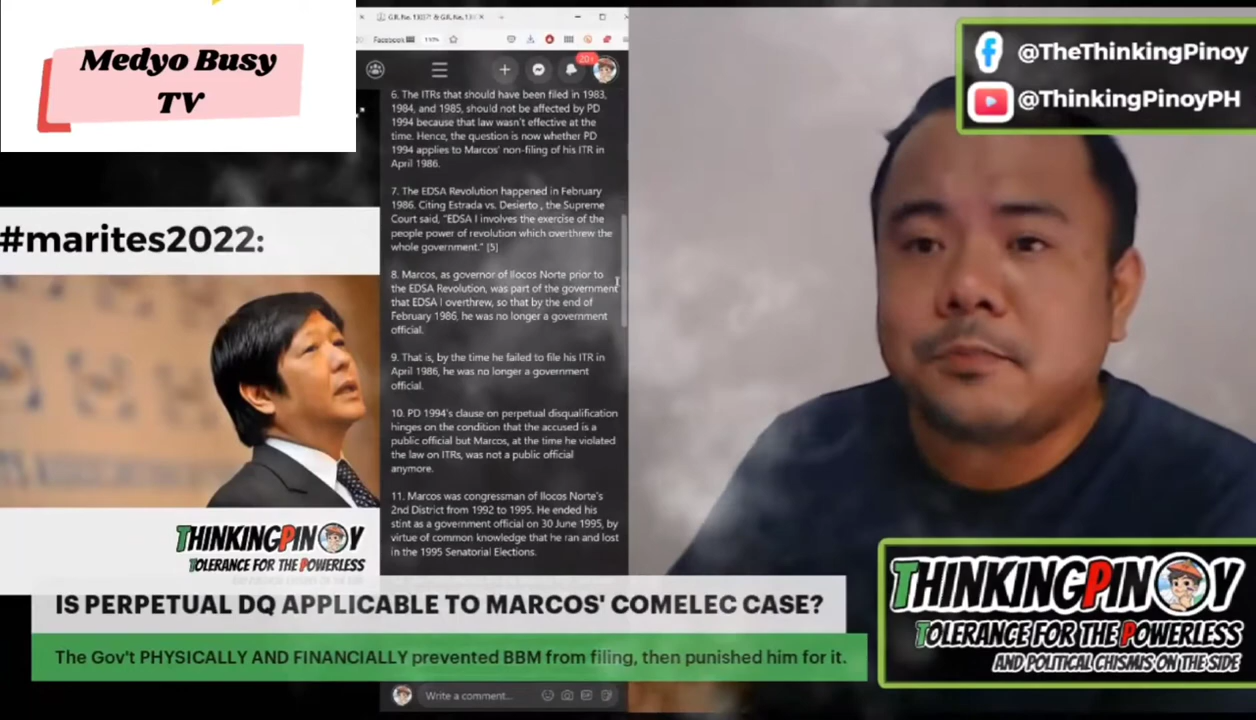 Medyo Busy
TV
G.R. No. 130371 & G.R. No. 130
Facebook
110%
20+
@TheThinkingPinoy
@ThinkingPinoyPH
6. The ITRs that should have been filed in 1983,
1984, and 1985, should not be affected by PD
1994 because that law wasn't effective at the
time. Hence, the question is now whether PD
1994 applies to Marcos' non-filing of his ITR in
April 1986.
7. The EDSA Revolution happened in February
1986. Citing Estrada vs. Desierto , the Supreme
Court said, "EDSA I involves the exercise of the
people power of revolution which overthrew the
whole government." [5]
8. Marcos, as governor of Ilocos Norte prior to
the EDSA Revolution, was part of the government
that EDSA I overthrew, so that by the end of
February 1986, he was no longer a government
official.
9. That is, by the time he failed to file his ITR in
April 1986, he was no longer a government
official.
10. PD 1994's clause on perpetual disqualification
hinges on the condition that the accused is a
public official but Marcos, at the time he violated
the law on ITRs, was not a public official
anymore.
11. Marcos was congressman of Ilocos Norte's
2nd District from 1992 to 1995. He ended his
stint as a government official on 30 June 1995, by
virtue of common knowledge that he ran and lost
in the 1995 Senatorial Elections.
#marites2022:
THINKINGPINOY
TOLERANCE FOR THE POWERLESS
IS PERPETUAL DQ APPLICABLE TO MARCOS' COMELEC CASE?
The Gov't PHYSICALLY AND FINANCIALLY prevented BBM from filing, then punished him for it.
Write a comment...
GIF
THINKINGPINOY
TOLERANCE FOR THE POWERLESS
AND POLITICAL CHISMIS ON THE SIDE